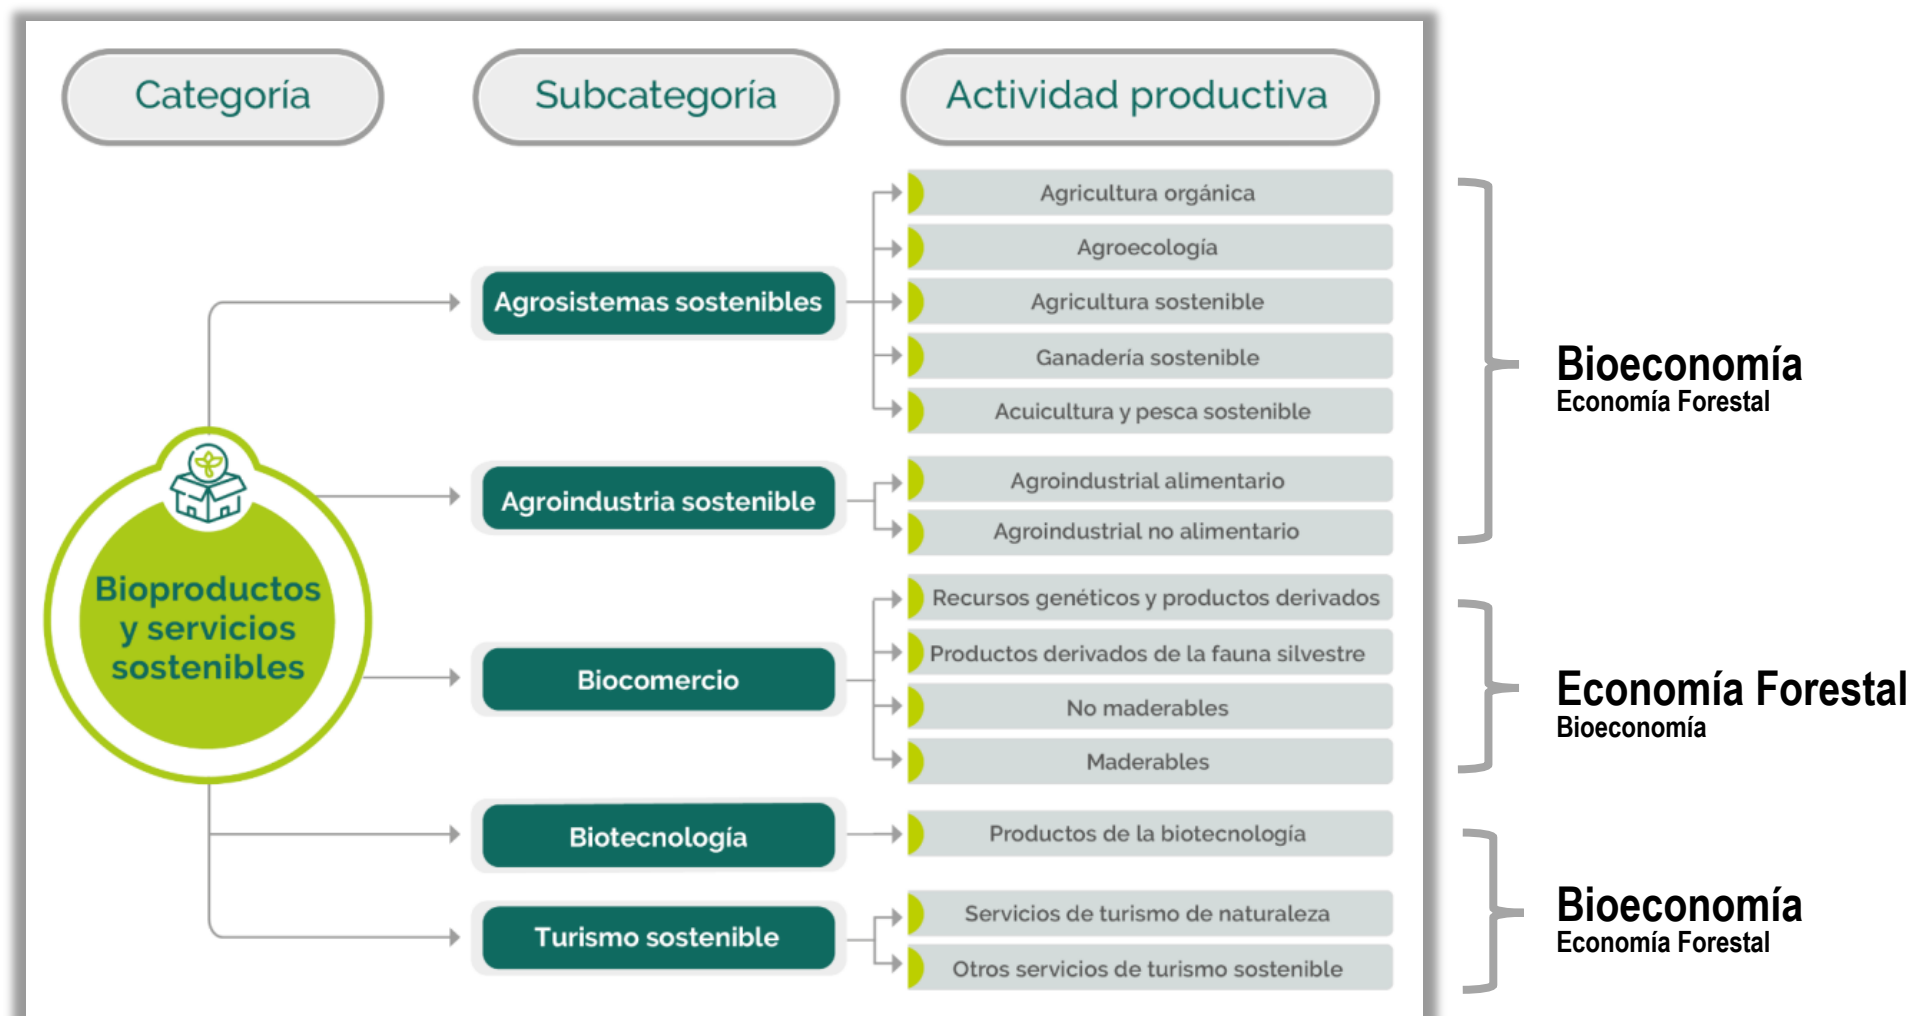 Categoría
Subcategoría
Actividad productiva
Bioproductos
y servicios
sostenibles
Agrosistemas sostenibles
Agricultura orgánica
Agroecología
Agricultura sostenible
Ganadería sostenible
Acuicultura y pesca sostenible
Agroindustria sostenible
Agroindustrial alimentario
Agroindustrial no alimentario
Bioeconomía
Economía Forestal
Biocomercio
Recursos genéticos y productos derivados
Productos derivados de la fauna silvestre
No maderables
Maderables
Economía Forestal
Bioeconomía
Biotecnología
Productos de la biotecnología
Turismo sostenible
Servicios de turismo de naturaleza
Otros servicios de turismo sostenible
Bioeconomía
Economía Forestal